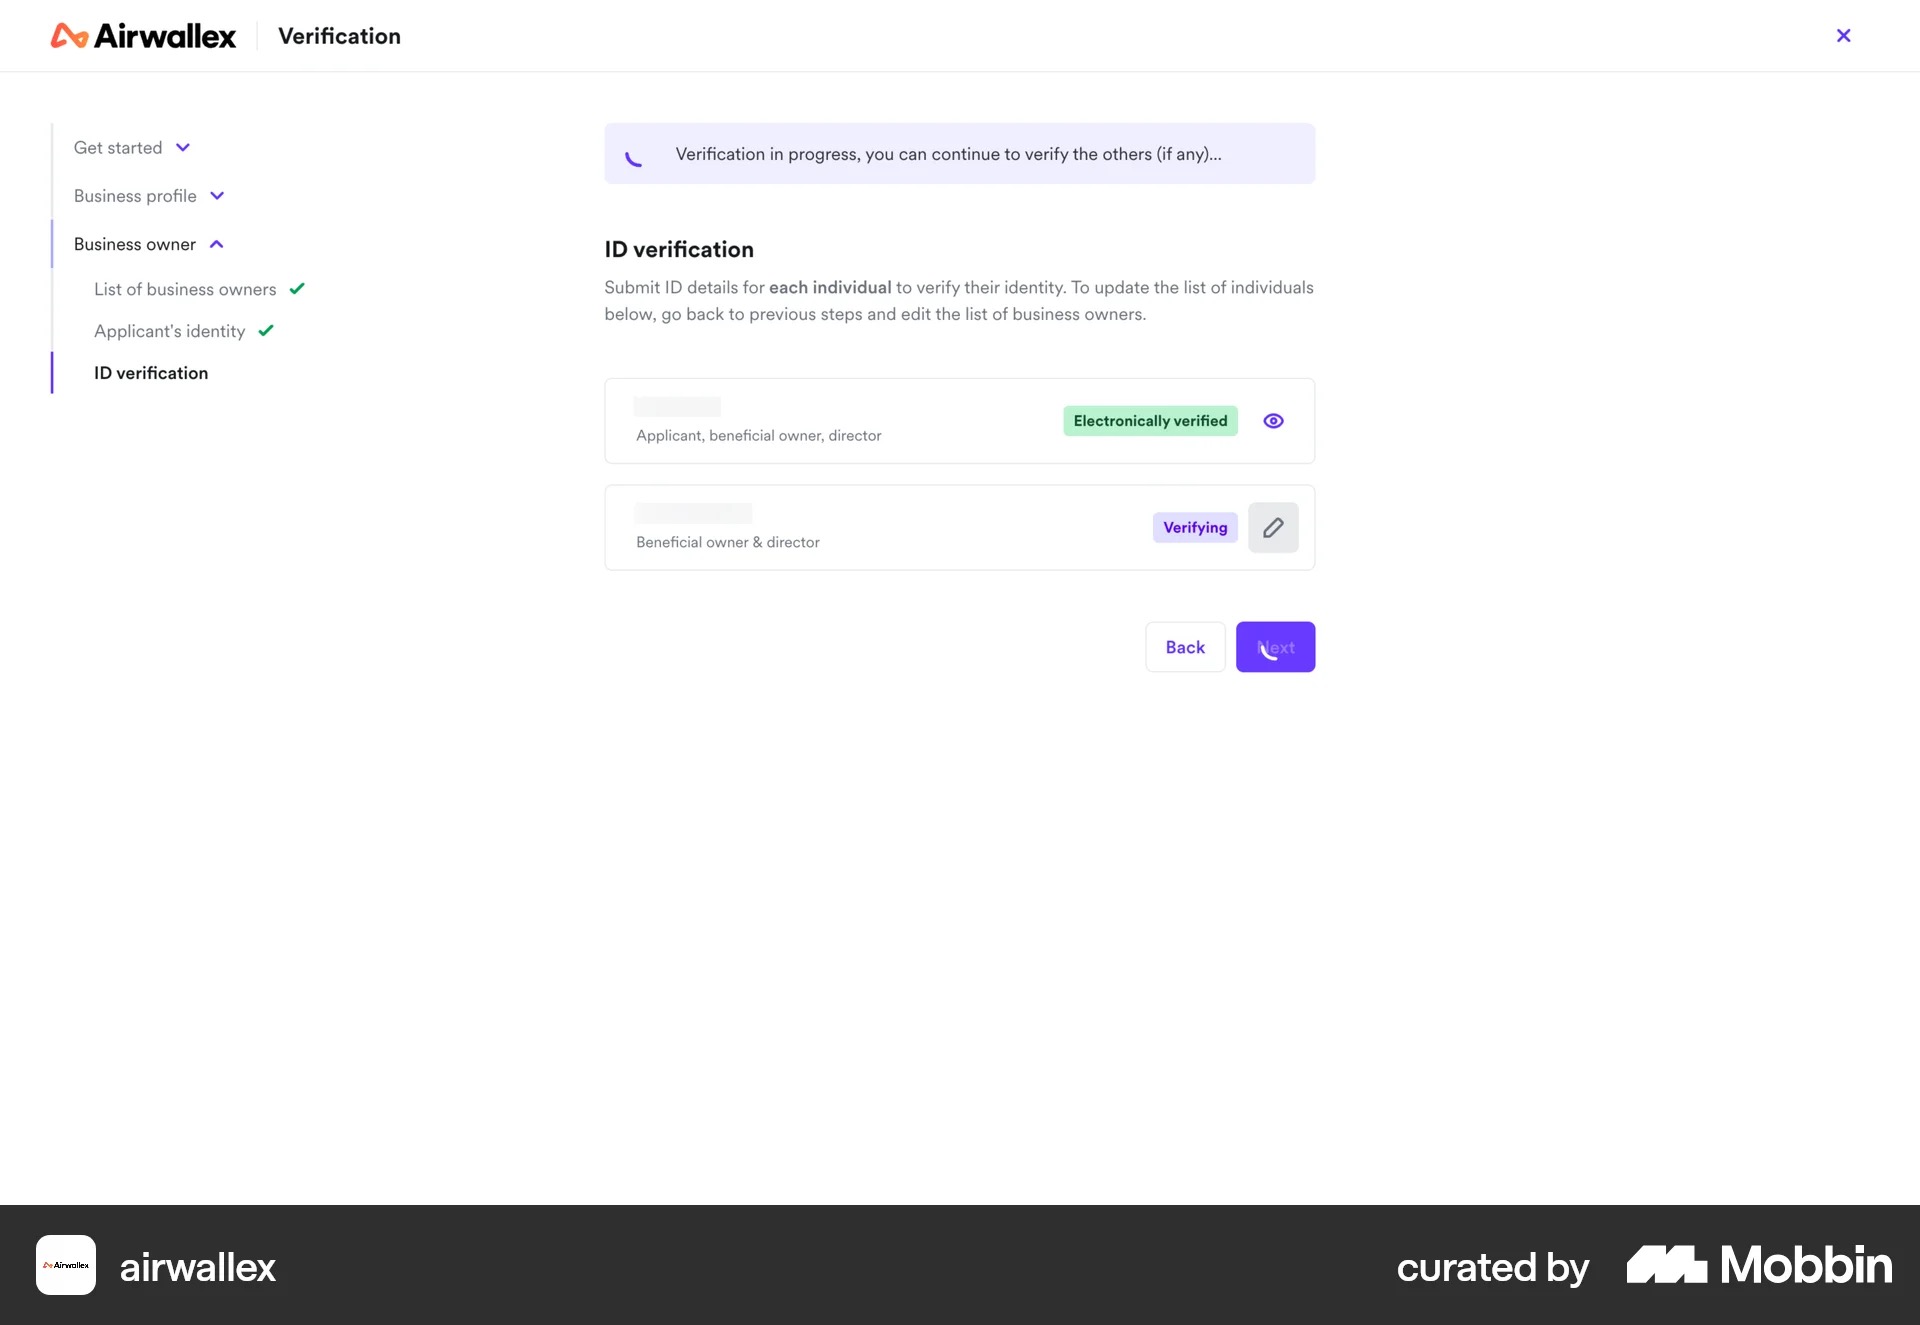 Airwallex
Verification
Get started
Business profile
Business owner
List of business owners
Applicant's identity
ID verification
Verification in progress, you can continue to verify the others (if any)...
ID verification
Submit ID details for each individual to verify their identity. To update the list of individuals
below, go back to previous steps and edit the list of business owners.
Applicant, beneficial owner, director
Electronically verified
Beneficial owner & director
Verifying
Back
Next
Airwallex
airwallex
curated by
Mobbin